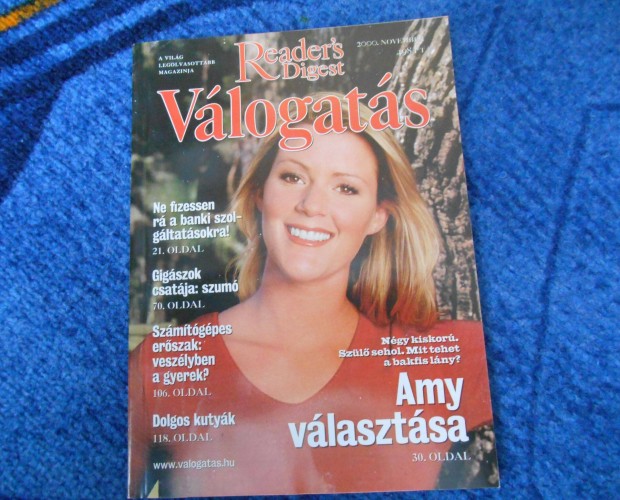 A VILÁG
LEGOLVASOTTABB
MAGAZINJA
Reader's
Digest
2000. NOVEMBER
Válogatás
Ne fizessen
rá a banki szol-
gáltatásokra!
21. OLDAL
Gigászok
csatája: szumó
70. OLDAL
Számítógépes
erőszak:
veszélyben
a gyerek?
106. OLDAL
Dolgos kutyák
118. OLDAL
www.valogatas.hu
Négy kiskorú.
Szülő sehol. Mit tehet
a bakfis lány?
Amy
választása
30. OLDAL